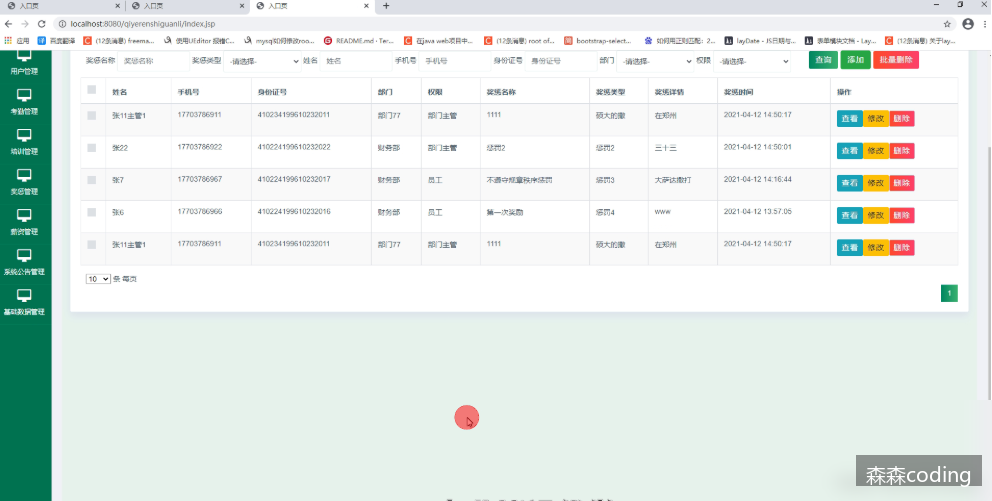 入口页 入口页 入口页
localhost:8080/qiyerenshiguanli/index.jsp
应用 百度翻译 (12条消息) freema... 使用UEditor 报错C... mysql如何修改roo... README.md · Ter... 在java web项目中... (12条消息) root of... bootstrap-select... 如何用正则匹配：2... layDate - JS日期与... 表单模块文档 - Lay... (12条消息) 关于lay...
用户管理
考勤管理
培训管理
奖惩管理
薪资管理
系统公告管理
基础数据管理
奖惩名称 奖惩名称 奖惩类型 -请选择- 姓名 姓名 手机号 手机号 身份证号 身份证号 部门 -请选择- 权限 -请选择- 查询 添加 批量删除
姓名 手机号 身份证号 部门 权限 奖惩名称 奖惩类型 奖惩详情 奖惩时间 操作
张11主管1 17703786911 410234199610232011 部门77 部门主管 1111 硕大的撒 在郑州 2021-04-12 14:50:17 查看 修改 删除
张22 17703786922 410224199610232022 财务部 部门主管 惩罚2 惩罚2 三十三 2021-04-12 14:50:01 查看 修改 删除
张7 17703786967 410224199610232017 财务部 员工 不遵守规章秩序惩罚 惩罚3 大萨达撒打 2021-04-12 14:16:44 查看 修改 删除
张6 17703786966 410224199610232016 财务部 员工 第一次奖励 惩罚4 www 2021-04-12 13:57:05 查看 修改 删除
张11主管1 17703786911 410234199610232011 部门77 部门主管 1111 硕大的撒 在郑州 2021-04-12 14:50:17 查看 修改 删除
10 条 每页
1
森森coding